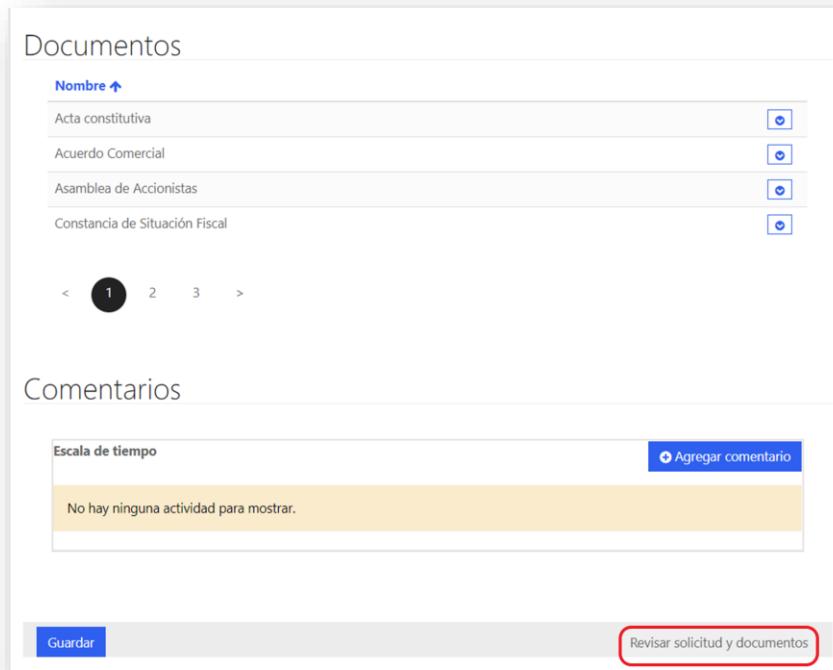 Documentos
Nombre
Acta constitutiva
Acuerdo Comercial
Asamblea de Accionistas
Constancia de Situación Fiscal
< 1 2 3 >
Comentarios
Escala de tiempo
Agregar comentario
No hay ninguna actividad para mostrar.
Guardar
Revisar solicitud y documentos